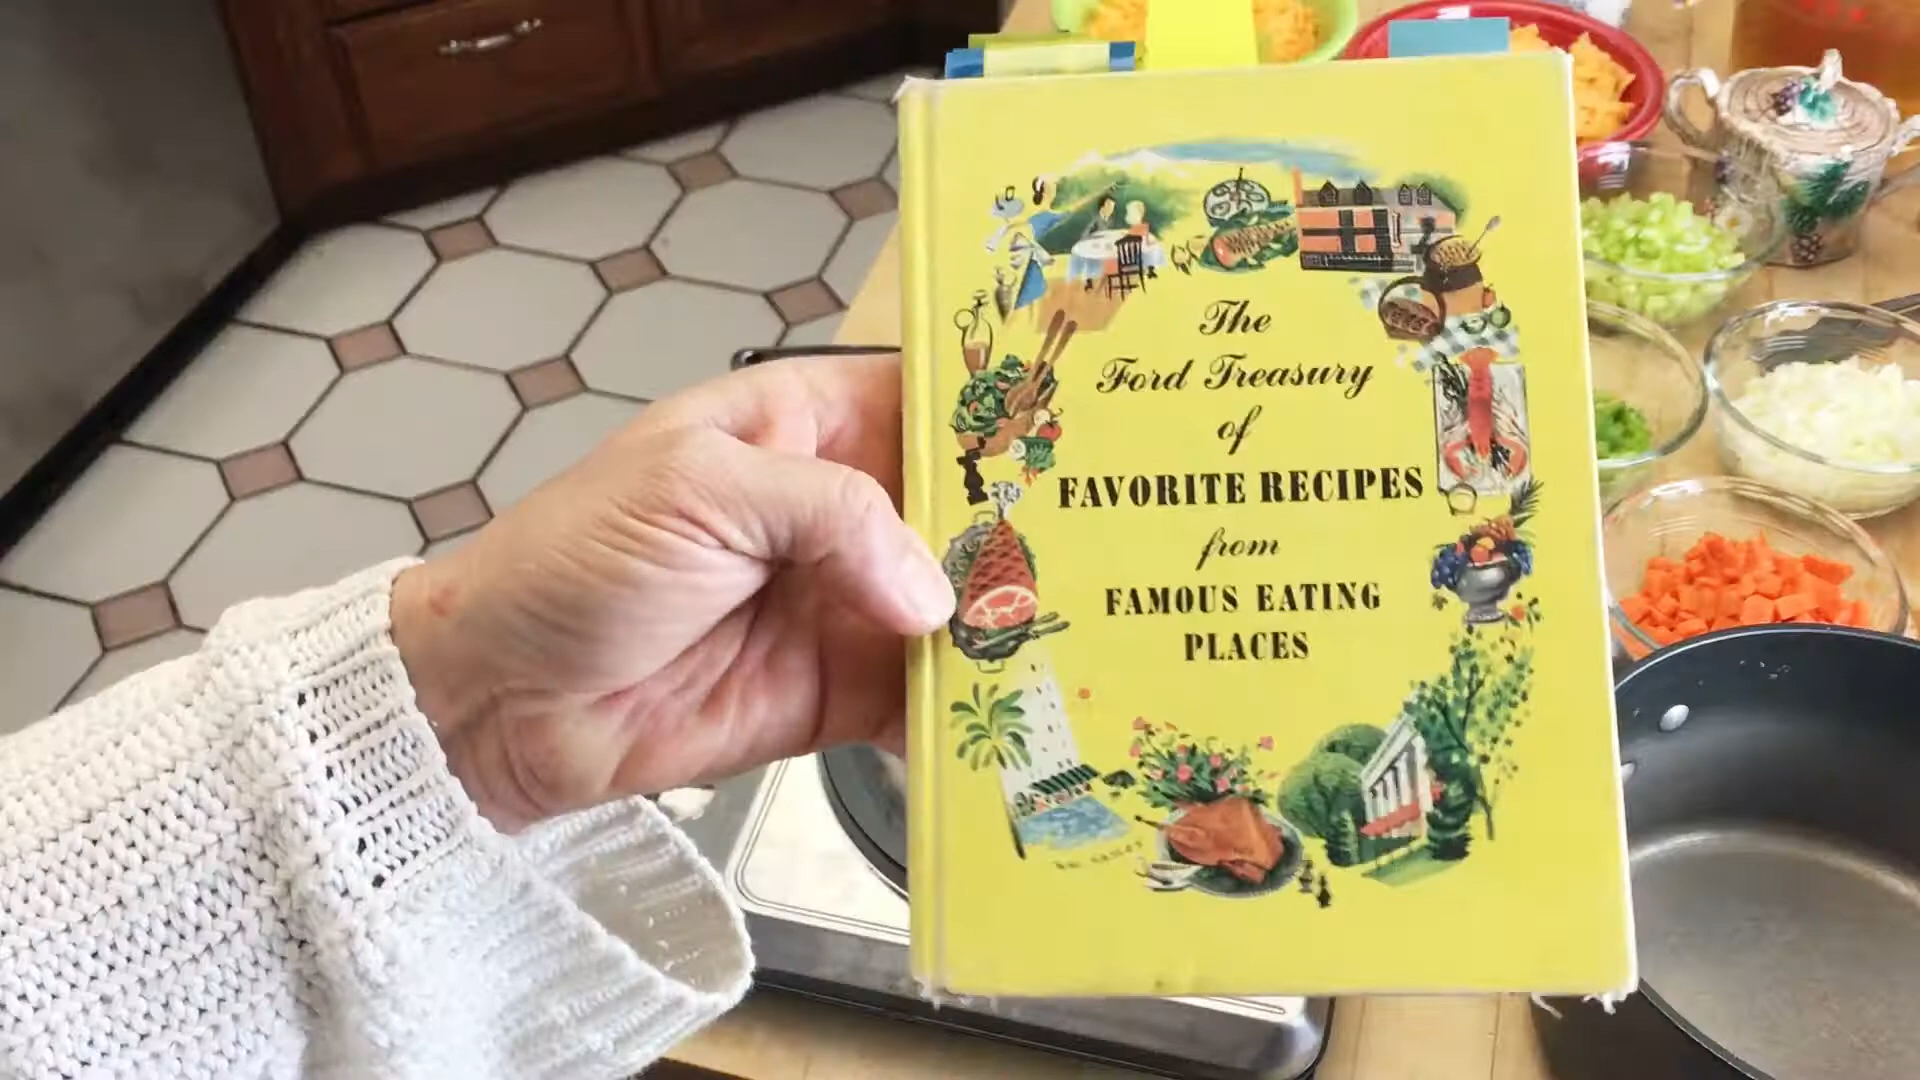 The
Ford Treasury
of
FAVORITE RECIPES
from
FAMOUS EATING
PLACES